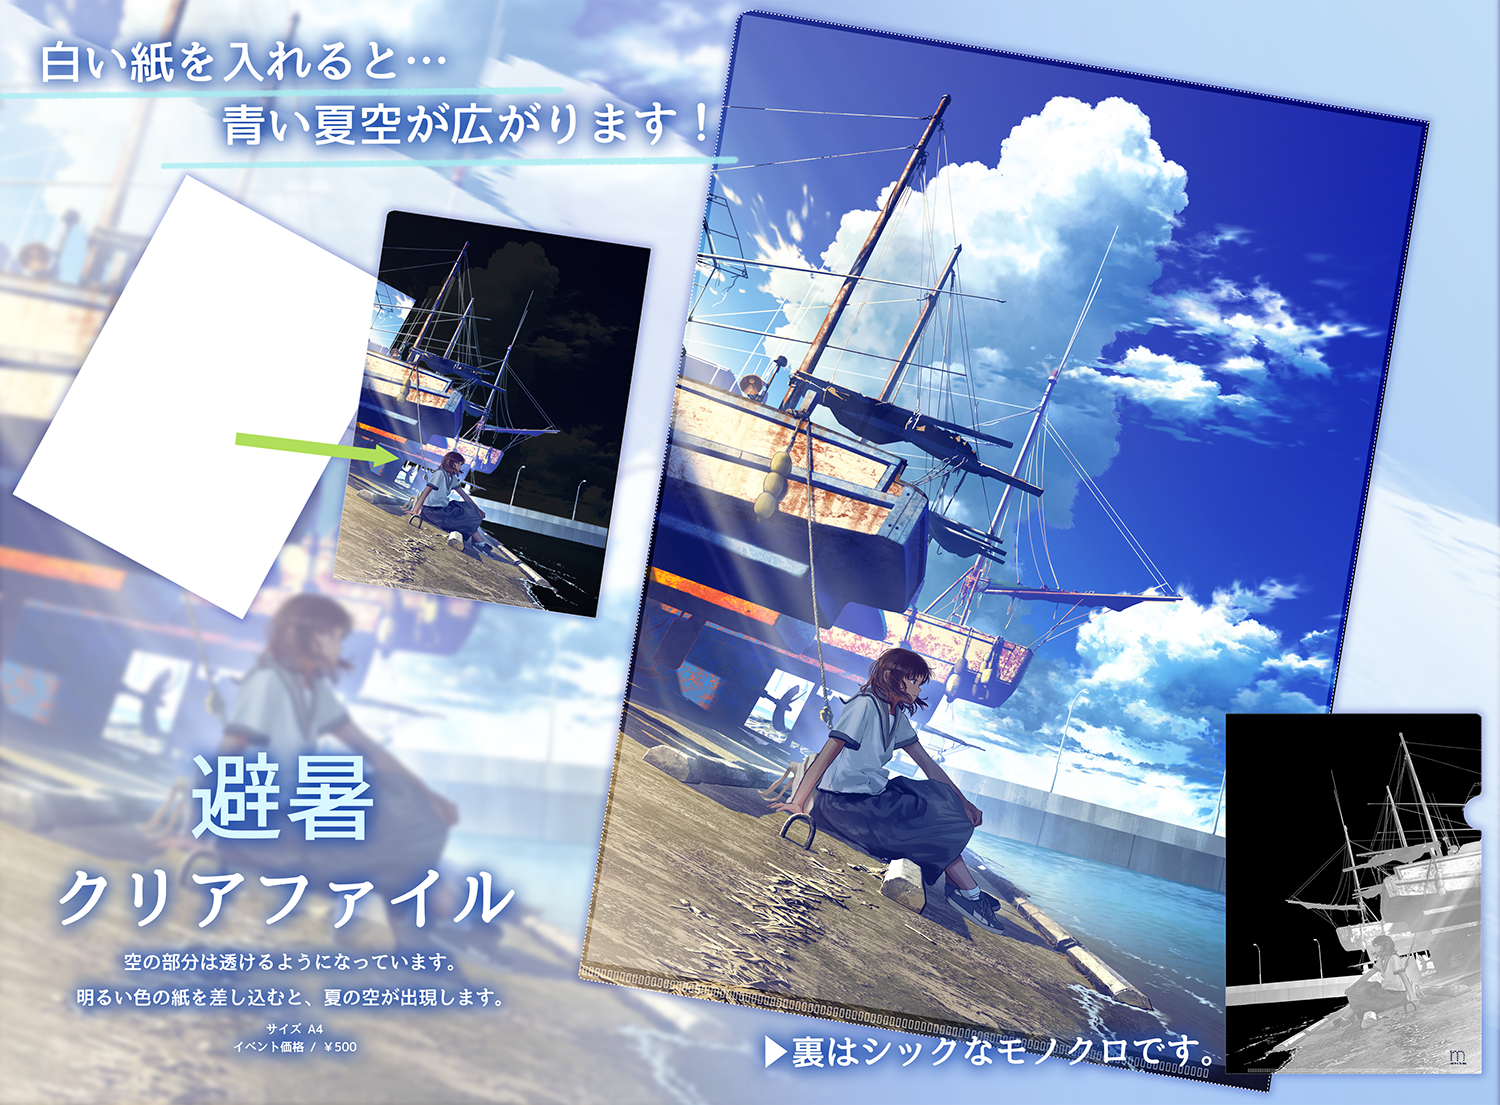 白い紙を入れると…
青い夏空が広がります！
避暑
クリアファイル
空の部分は透けるようになっています。
明るい色の紙を差し込むと、夏の空が出現します。
サイズ A4
イベント価格 / ￥500
▶裏はシックなモノクロです。
m